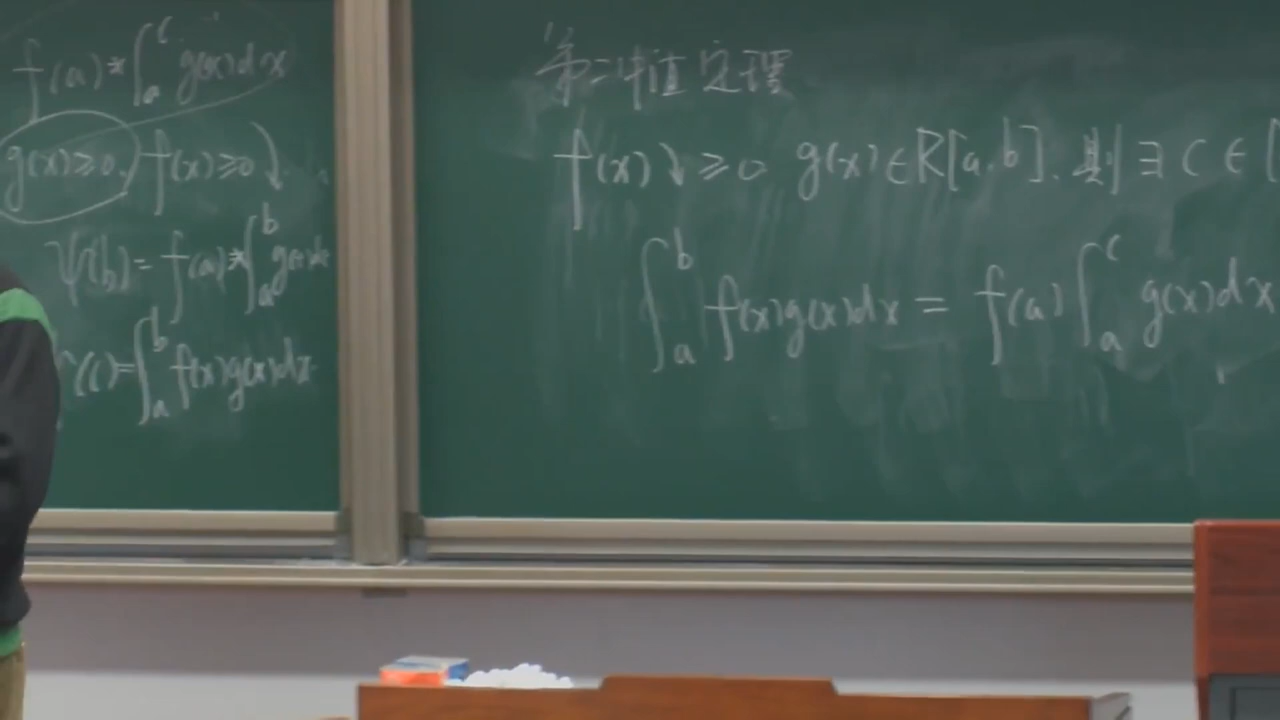 f(a)*∫_a^c g(x)dx
g(x)≥0, f(x)≥0↓
ψ(b)=f(a)*∫_a^b g(x)dx
(c)=∫_a^b f(x)g(x)dx
第二中值定理
f(x)↓≥0 g(x)∈R[a,b].则∃C∈[
∫_a^b f(x)g(x)dx = f(a)∫_a^c g(x)dx